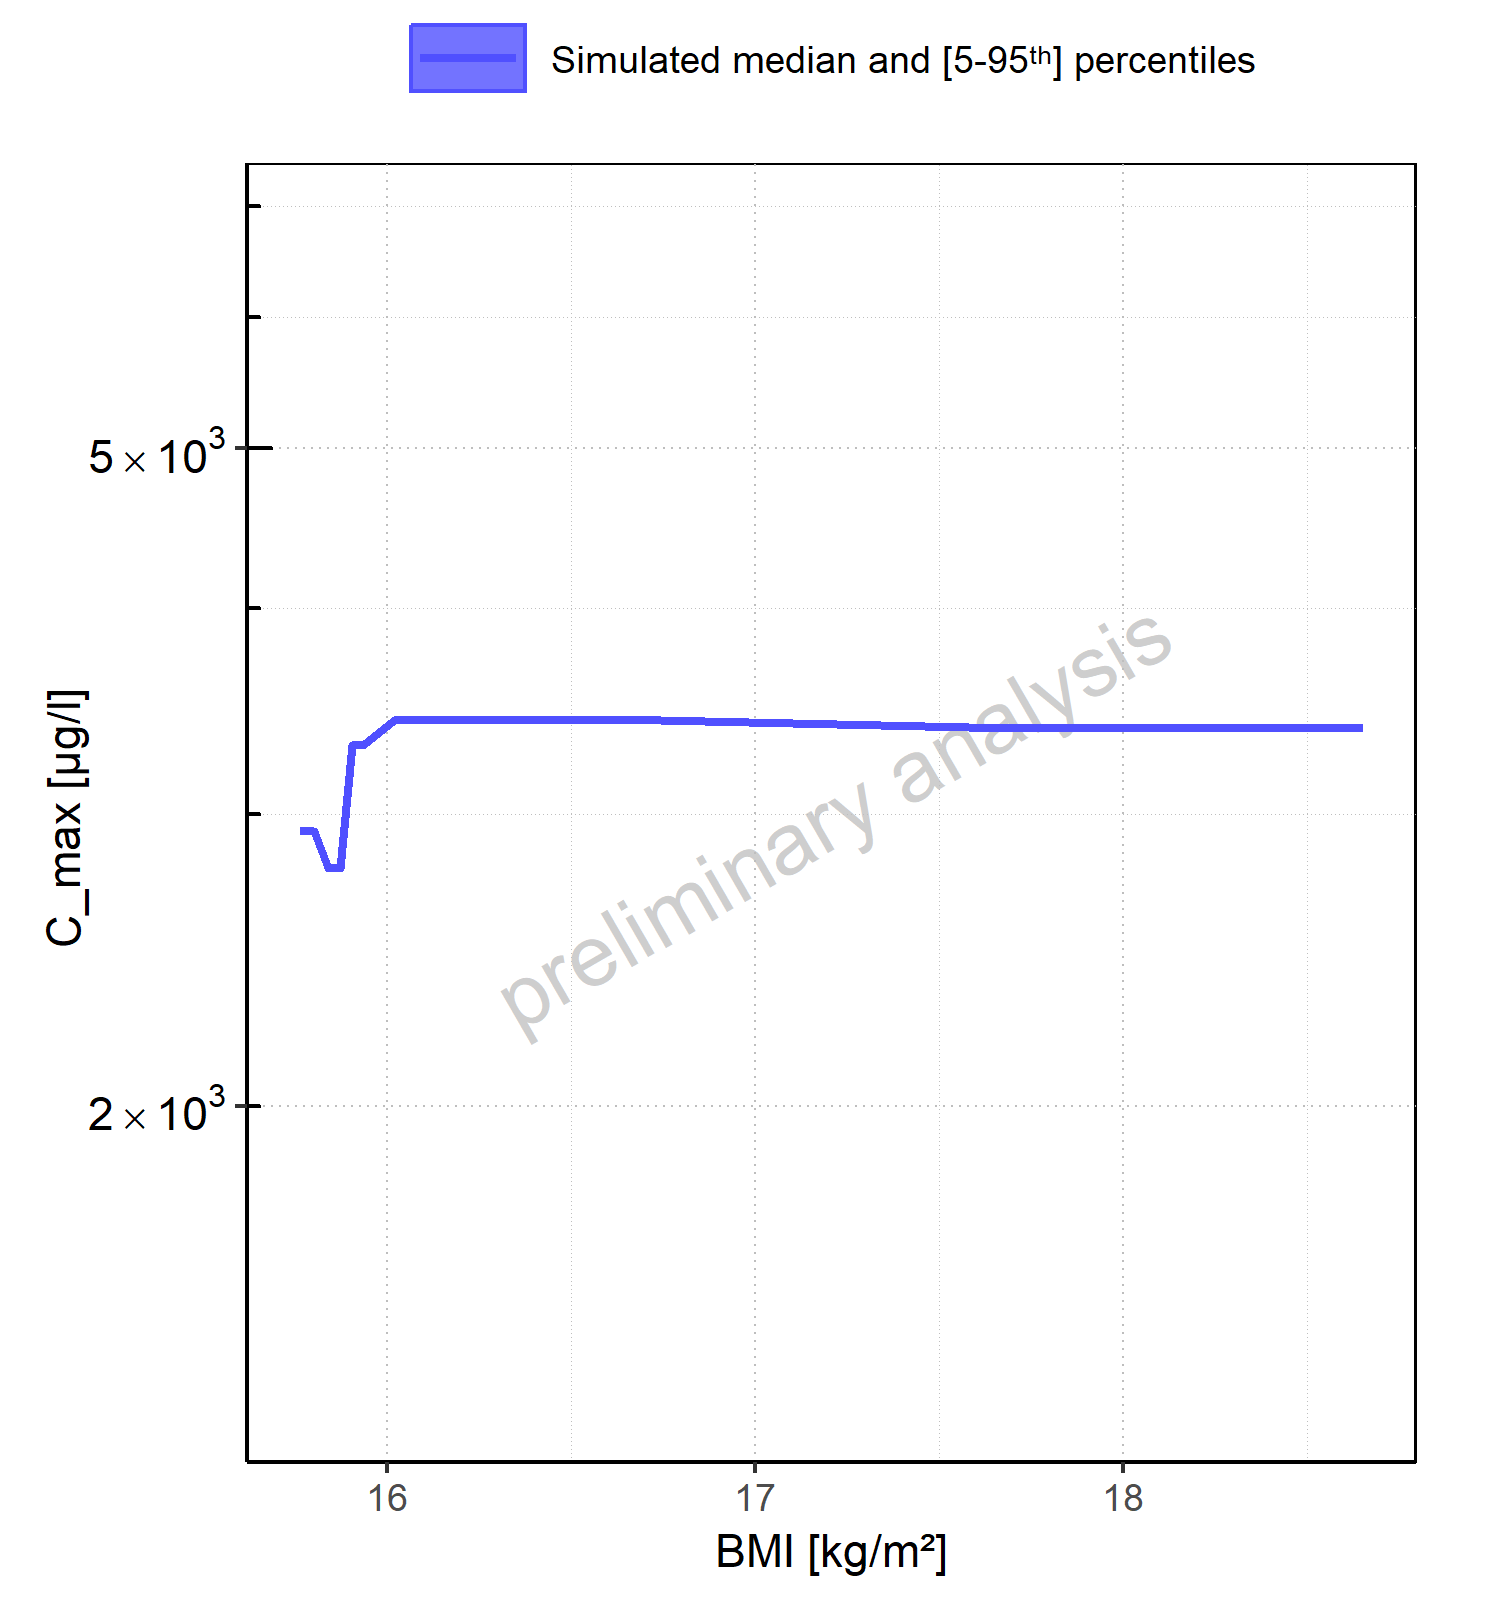 Simulated median and [5-95ᵗʰ] percentiles
5 × 10³
C_max [µg/l]
preliminary analysis
2 × 10³
16 17 18
BMI [kg/m²]